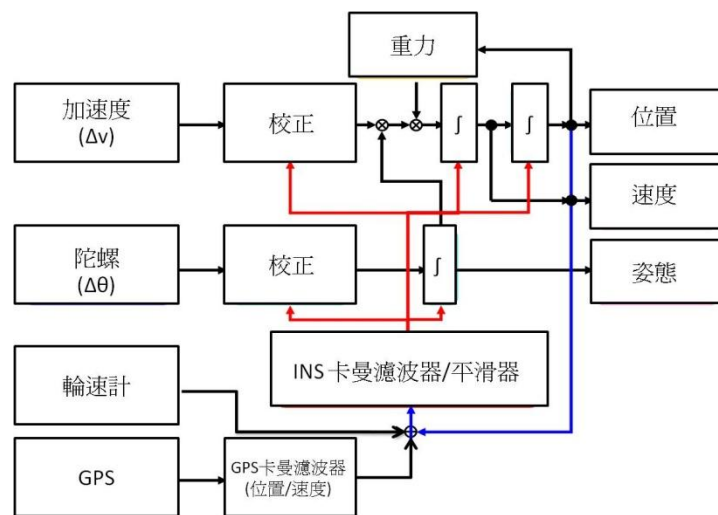 重力
加速度
(Δv)
校正
∫
∫
位置
速度
陀螺
(Δθ)
校正
∫
姿態
INS 卡曼濾波器/平滑器
輪速計
GPS
GPS卡曼濾波器
(位置/速度)